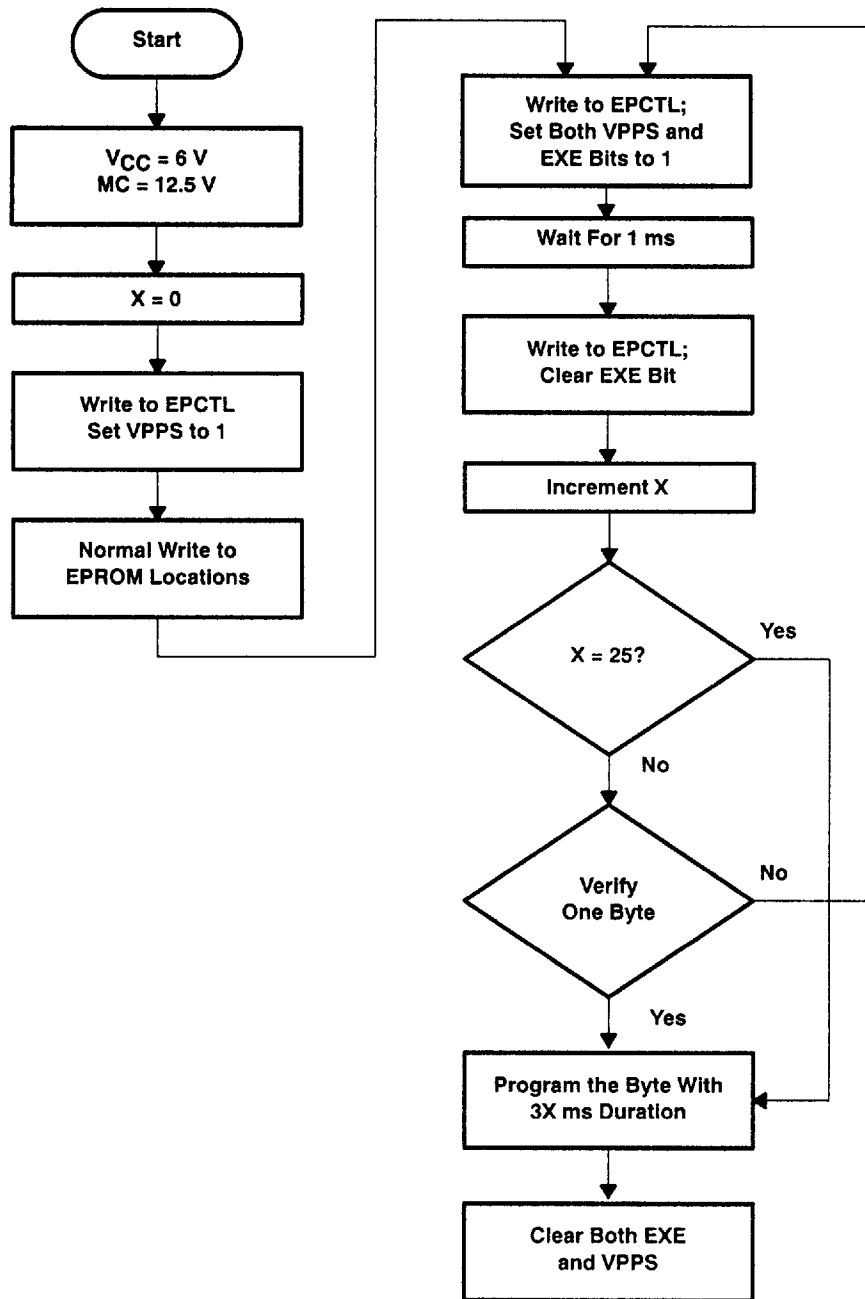 Start
VCC = 6 V
MC = 12.5 V
X = 0
Write to EPCTL
Set VPPS to 1
Normal Write to
EPROM Locations
Write to EPCTL;
Set Both VPPS and
EXE Bits to 1
Wait For 1 ms
Write to EPCTL;
Clear EXE Bit
Increment X
X = 25?
Yes
No
Verify
One Byte
No
Yes
Program the Byte With
3X ms Duration
Clear Both EXE
and VPPS